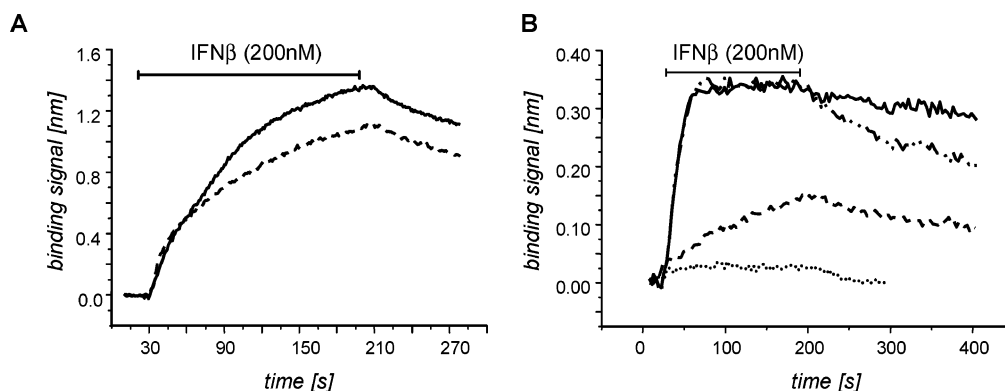 A
IFNβ (200nM)
1.6
1.2
0.8
0.4
0.0
binding signal [nm]
30 90 150 210 270
time [s]
B
IFNβ (200nM)
0.40
0.30
0.20
0.10
0.00
binding signal [nm]
0 100 200 300 400
time [s]